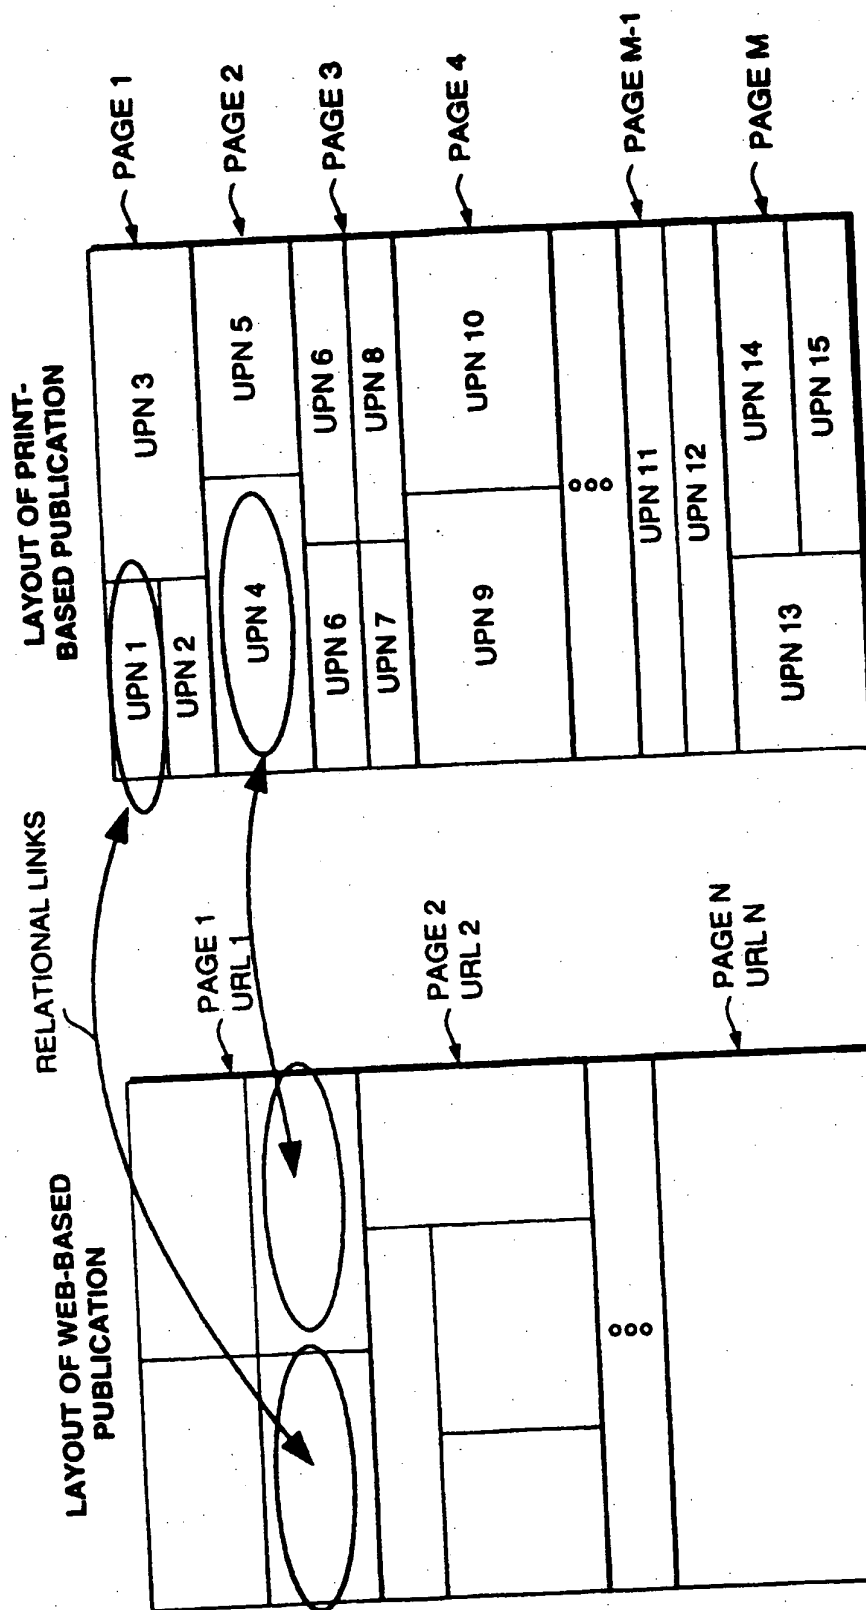 LAYOUT OF WEB-BASED
PUBLICATION
RELATIONAL LINKS
PAGE 1
URL 1
PAGE 2
URL 2
PAGE N
URL N
ooo
LAYOUT OF PRINT-
BASED PUBLICATION
UPN 1
UPN 2
UPN 3
PAGE 1
UPN 4
UPN 5
PAGE 2
UPN 6
UPN 6
UPN 7
UPN 8
PAGE 3
UPN 9
UPN 10
PAGE 4
ooo
UPN 11
PAGE M-1
UPN 12
UPN 13
UPN 14
UPN 15
PAGE M